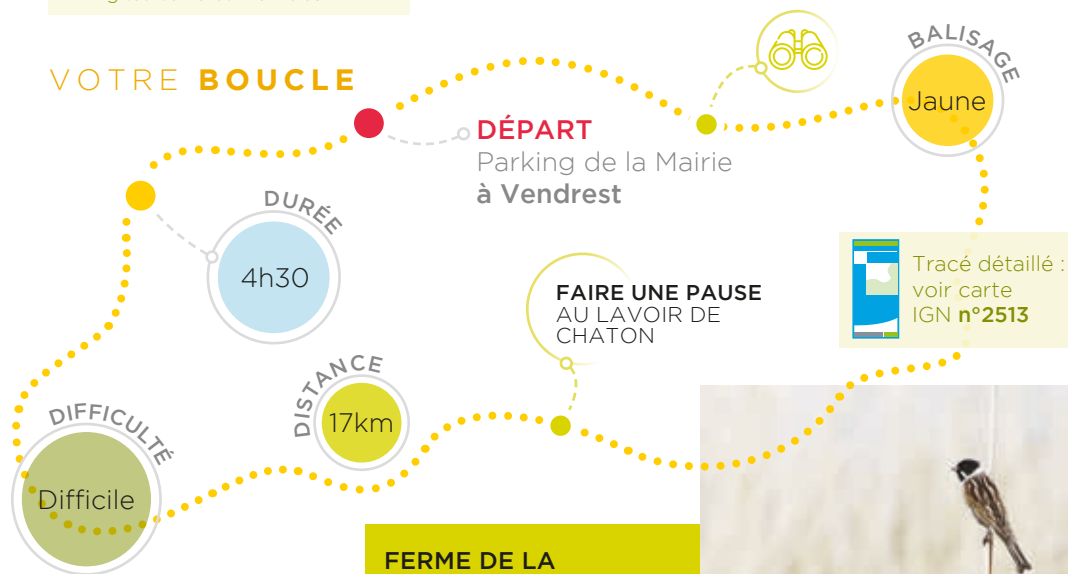 VOTRE BOUCLE
BALISAGE
Jaune
DÉPART
Parking de la Mairie
à Vendrest
DURÉE
4h30
Tracé détaillé :
voir carte
IGN n°2513
FAIRE UNE PAUSE
AU LAVOIR DE
CHATON
DISTANCE
17km
DIFFICULTÉ
Difficile
FERME DE LA